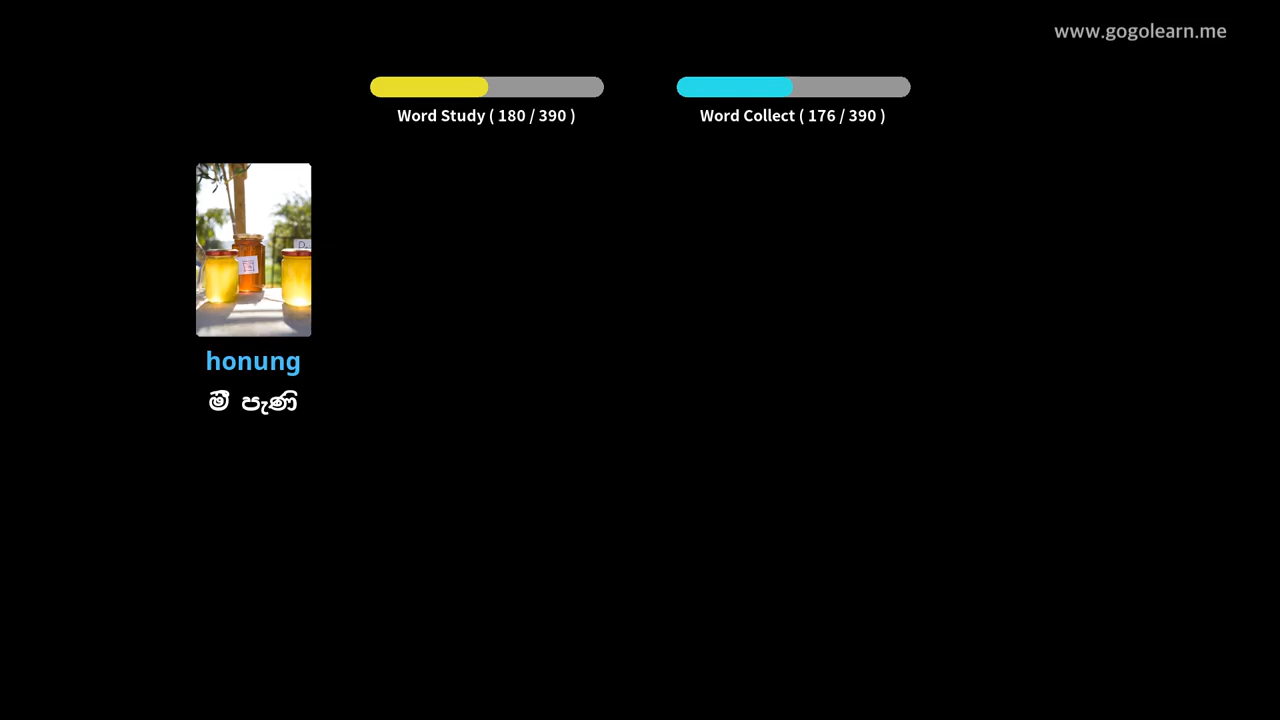 www.gogolearn.me
Word Study ( 180 / 390 )
Word Collect ( 176 / 390 )
honung
මී පැණි